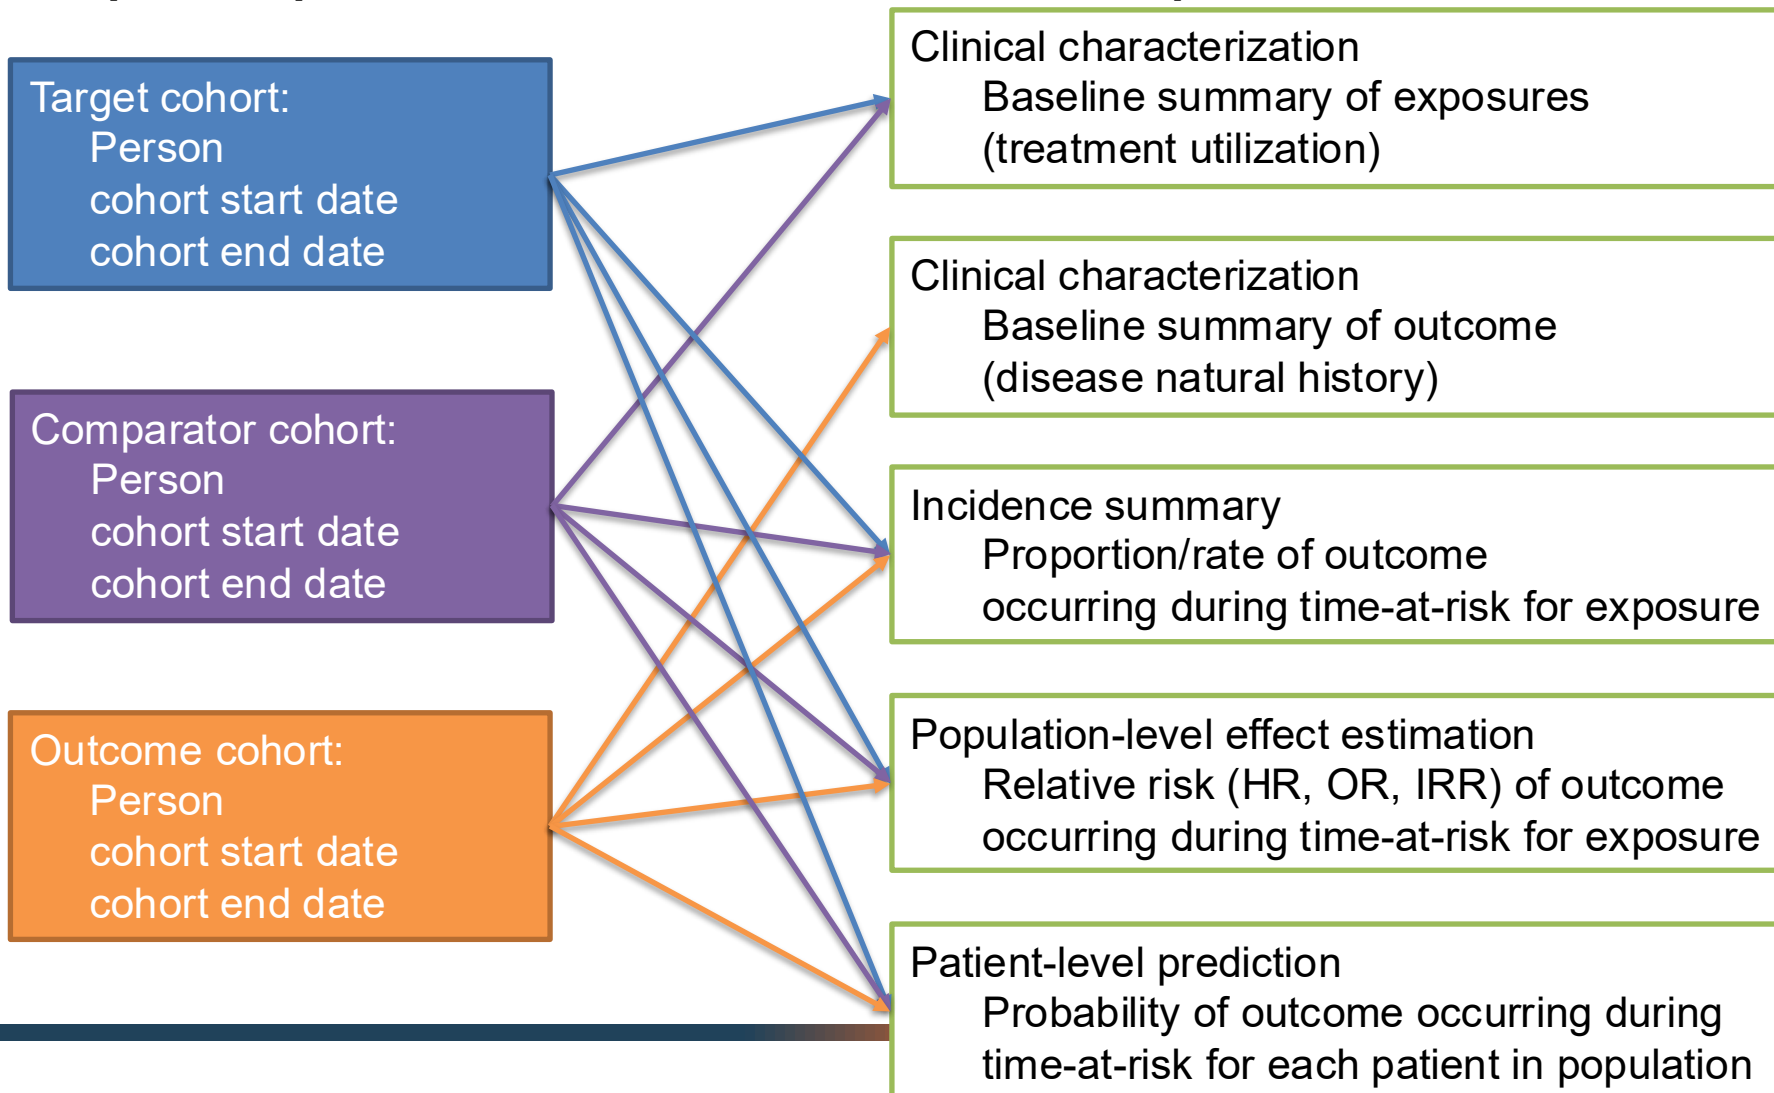 Target cohort:
Person
cohort start date
cohort end date
Comparator cohort:
Person
cohort start date
cohort end date
Outcome cohort:
Person
cohort start date
cohort end date
Clinical characterization
Baseline summary of exposures
(treatment utilization)
Clinical characterization
Baseline summary of outcome
(disease natural history)
Incidence summary
Proportion/rate of outcome
occurring during time-at-risk for exposure
Population-level effect estimation
Relative risk (HR, OR, IRR) of outcome
occurring during time-at-risk for exposure
Patient-level prediction
Probability of outcome occurring during
time-at-risk for each patient in population